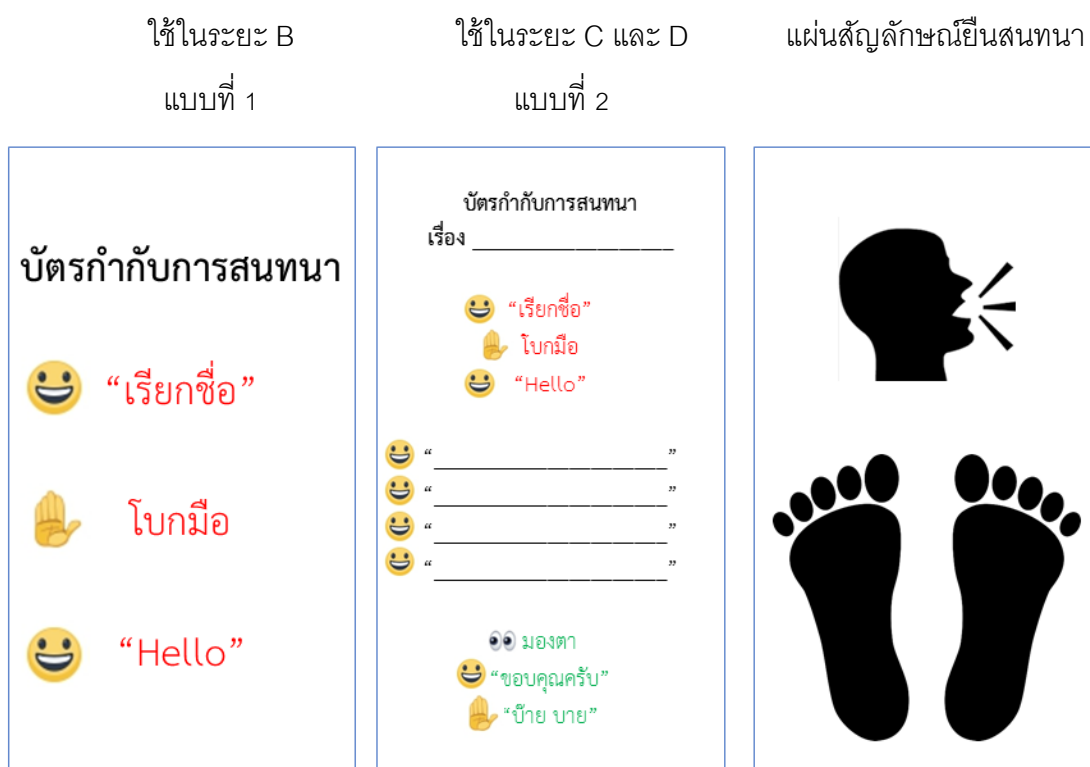 ใช้ในระยะ B
แบบที่ 1
ใช้ในระยะ C และ D
แบบที่ 2
แผ่นสัญลักษณ์ยืนสนทนา
บัตรกำกับการสนทนา
“เรียกชื่อ”
โบกมือ
“Hello”
บัตรกำกับการสนทนา
เรื่อง ____________________
“เรียกชื่อ”
โบกมือ
“Hello”
“_______________________”
“_______________________”
“_______________________”
“_______________________”
มองตา
“ขอบคุณครับ”
“บ๊าย บาย”